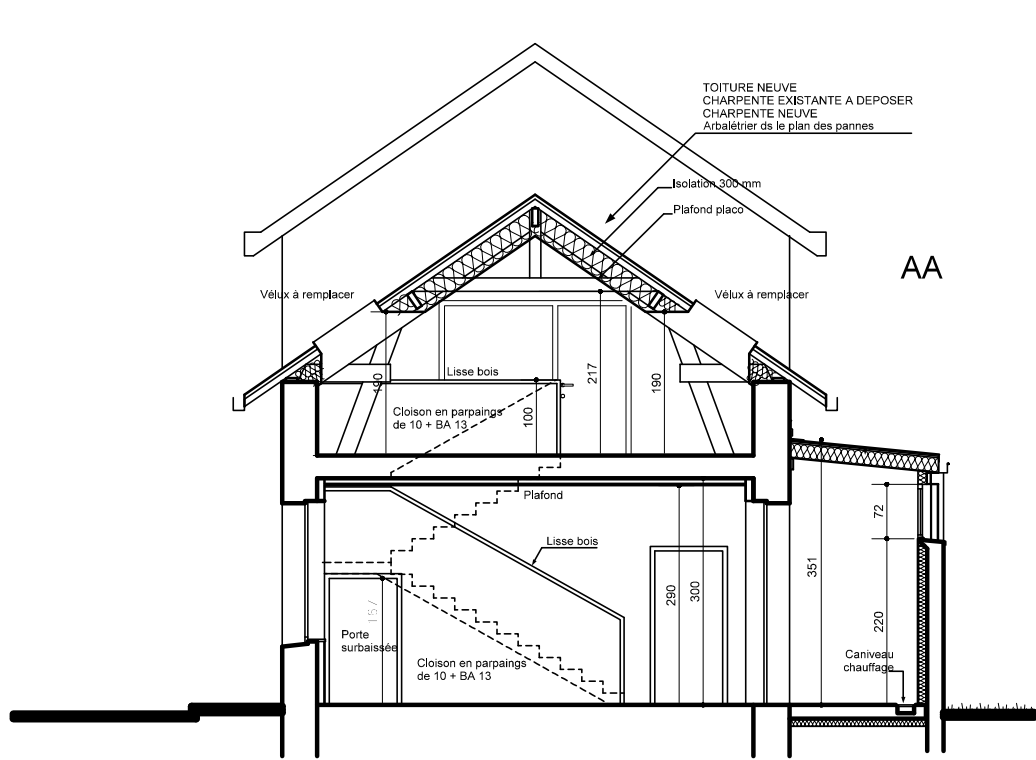 TOITURE NEUVE
CHARPENTE EXISTANTE A DEPOSER
CHARPENTE NEUVE
Arbalétrier ds le plan des pannes
Isolation 300 mm
Plafond placo
AA
Vélux à remplacer
Vélux à remplacer
Lisse bois
190
217
190
Cloison en parpaings
de 10 + BA 13
100
Plafond
72
Lisse bois
351
290
300
167
220
Porte
surbaissée
Cloison en parpaings
de 10 + BA 13
Caniveau
chauffage